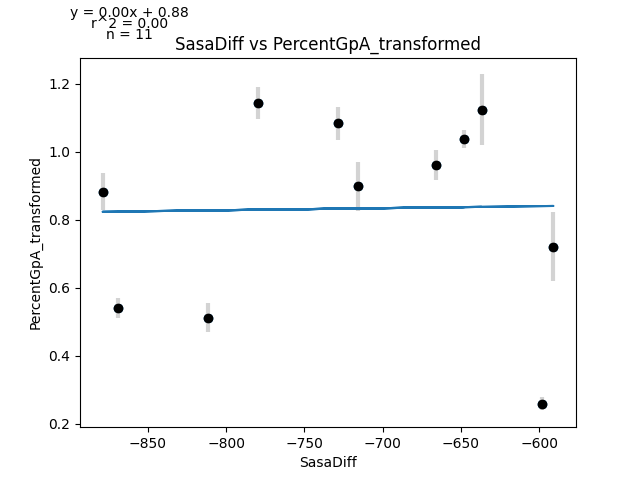 y = 0.00x + 0.88
r^2 = 0.00
n = 11
SasaDiff vs PercentGpA_transformed
1.2
1.0
0.8
0.6
0.4
0.2
PercentGpA_transformed
−850
−800
−750
−700
−650
−600
SasaDiff